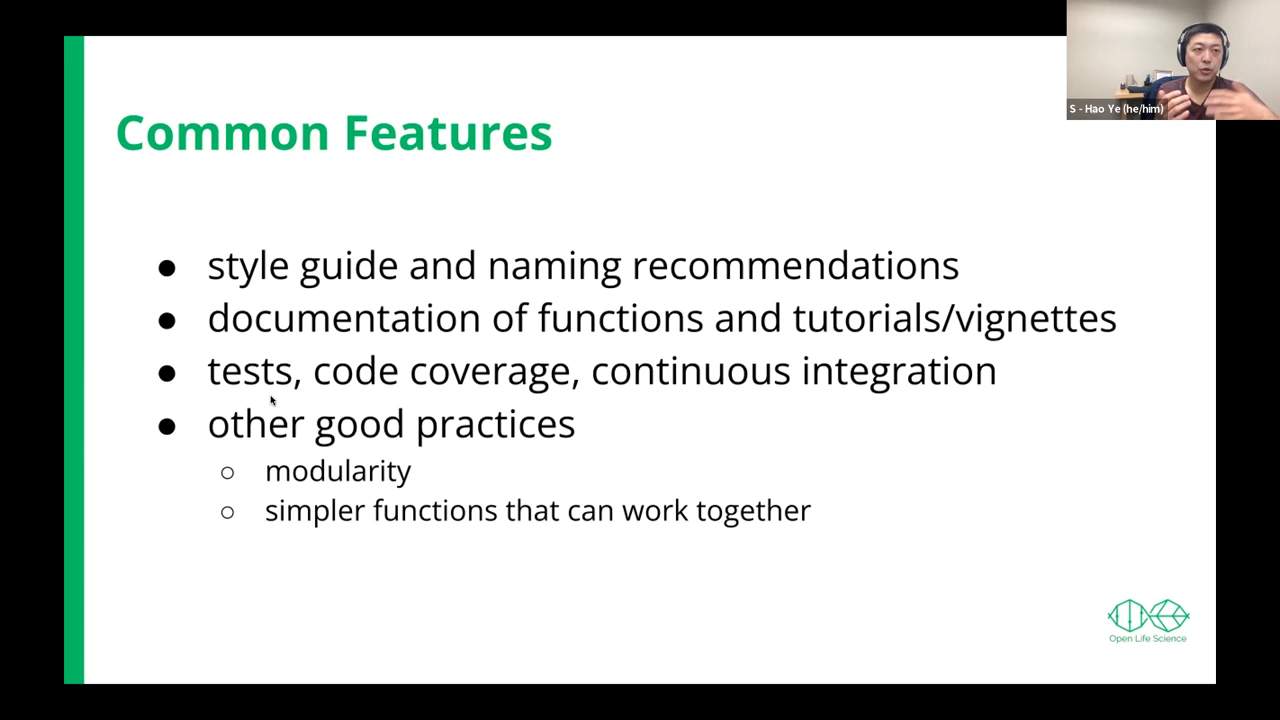 S - Hao Ye (he/him)
Common Features
● style guide and naming recommendations
● documentation of functions and tutorials/vignettes
● tests, code coverage, continuous integration
● other good practices
○ modularity
○ simpler functions that can work together
Open Life Science